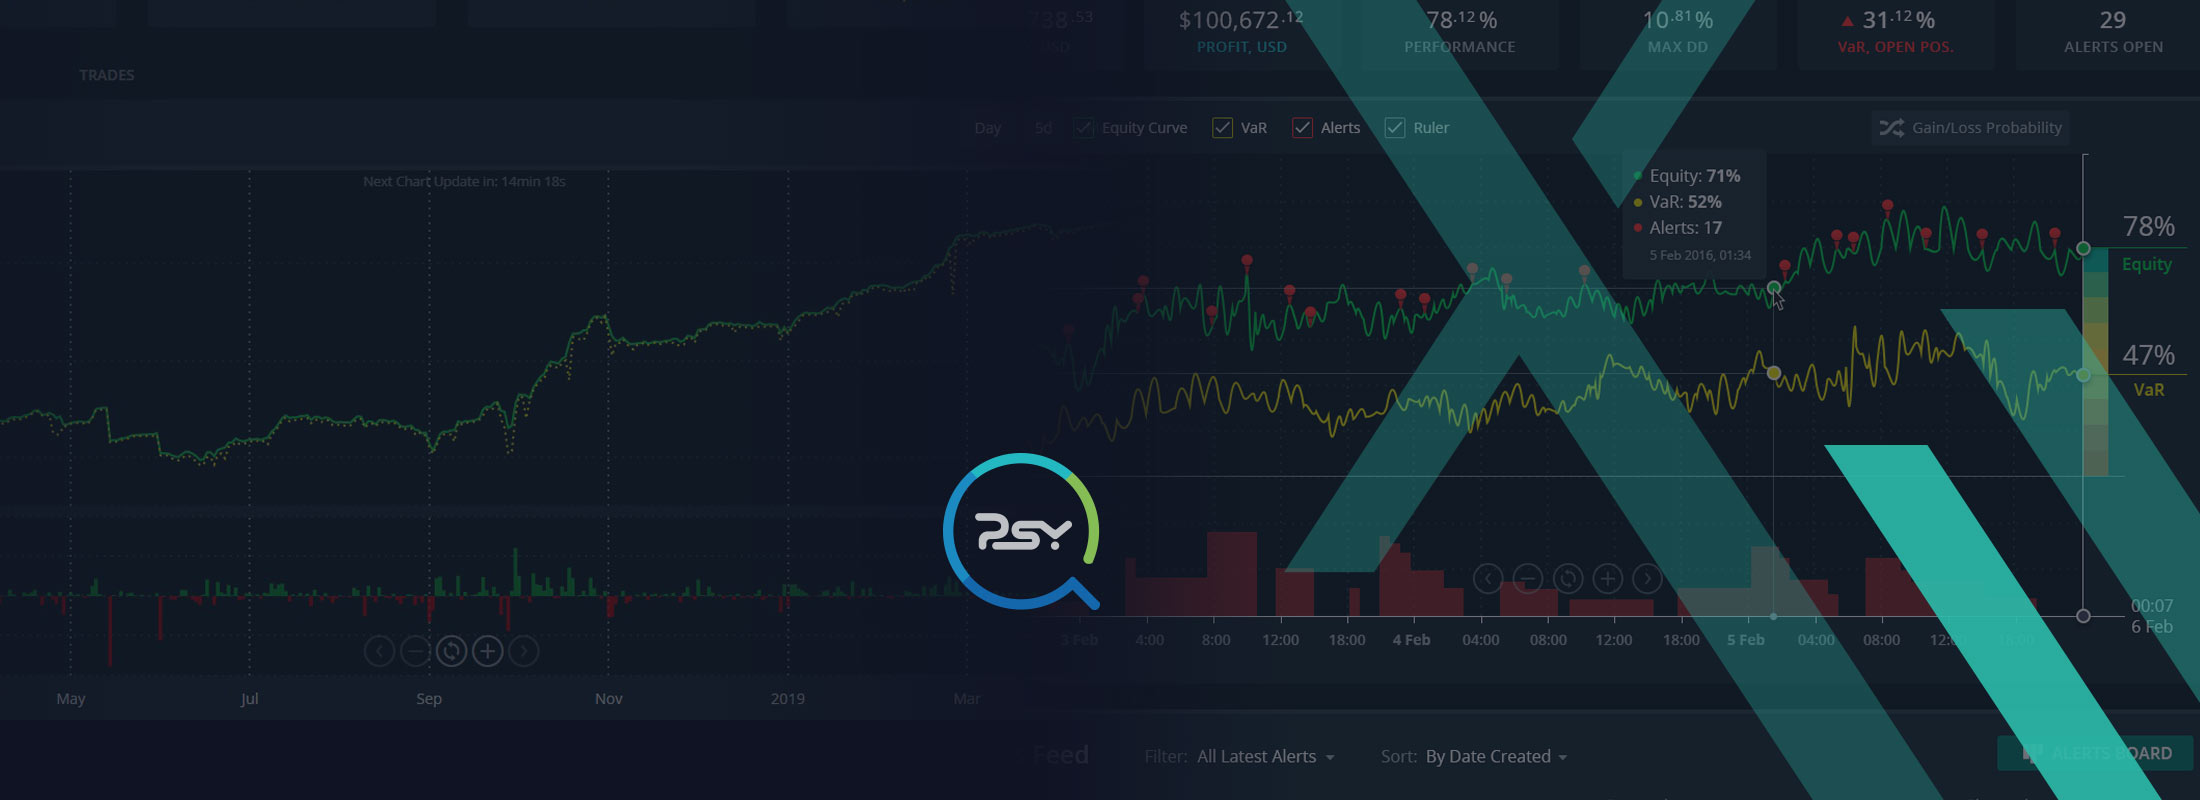 738.53
$100,672.12
78.12%
10.81%
31.12%
29
USD
PROFIT, USD
PERFORMANCE
MAX DD
VaR, OPEN POS.
ALERTS OPEN
TRADES
Day 5d Equity Curve VaR Alerts Ruler
Gain/Loss Probability
Next Chart Update in: 14min 18s
Equity: 71%
VaR: 52%
Alerts: 17
5 Feb 2016, 01:34
78%
Equity
47%
VaR
PSY
00:07
6 Feb
3 Feb 4:00 8:00 12:00 18:00 4 Feb 04:00 08:00 12:00 18:00 5 Feb 04:00 08:00 12:00 18:00
May Jul Sep Nov 2019 Mar
Feed
Filter: All Latest Alerts
Sort: By Date Created
ALERTS BOARD